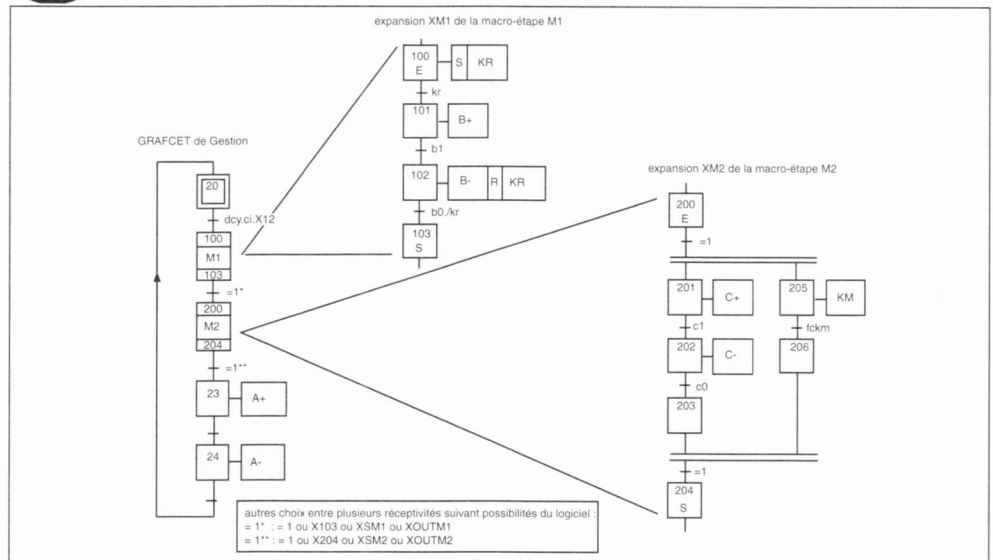 expansion XM1 de la macro-étape M1
100
E
S
KR
kr
101
B+
b1
102
B-
R
KR
b0./kr
103
S
GRAFCET de Gestion
20
dcy.ci.X12
100
M1
103
=1*
200
M2
204
=1**
23
A+
24
A-
expansion XM2 de la macro-étape M2
200
E
=1
201
C+
c1
202
C-
c0
203
205
KM
fckm
206
=1
204
S
autres choix entre plusieurs réceptivités suivant possibilités du logiciel :
= 1* : = 1 ou X103 ou XSM1 ou XOUTM1
= 1** : = 1 ou X204 ou XSM2 ou XOUTM2